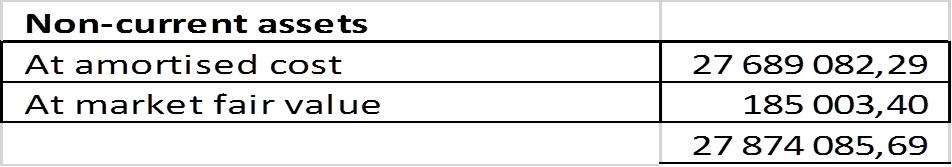 Non-current assets
At amortised cost 27 689 082,29
At market fair value 185 003,40
27 874 085,69